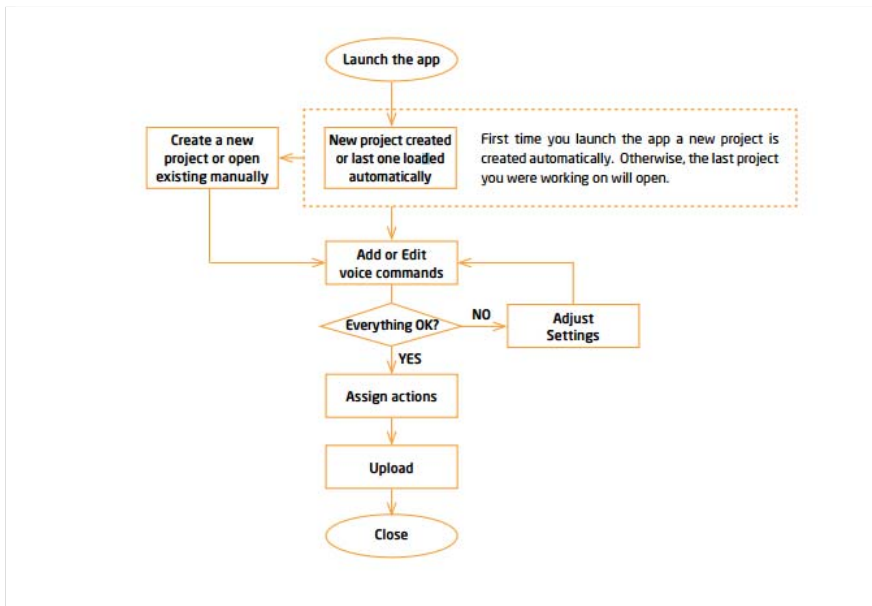 Launch the app
Create a new
project or open
existing manually
New project created
or last one loaded
automatically
First time you launch the app a new project is
created automatically. Otherwise, the last project
you were working on will open.
Add or Edit
voice commands
Everything OK?
NO
Adjust
Settings
YES
Assign actions
Upload
Close